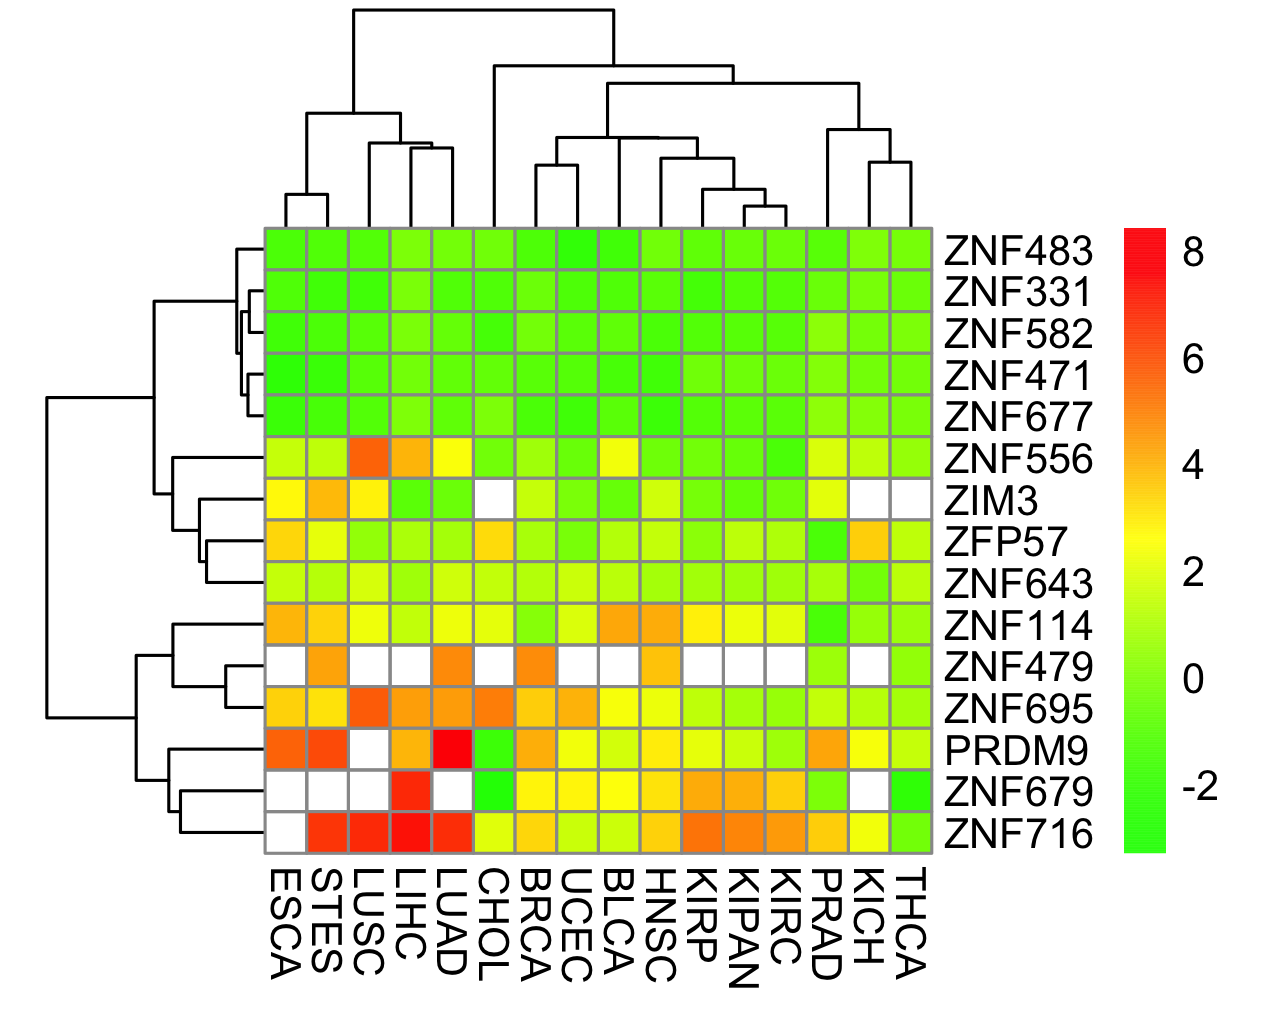 ZNF483
ZNF331
ZNF582
ZNF471
ZNF677
ZNF556
ZIM3
ZFP57
ZNF643
ZNF114
ZNF479
ZNF695
PRDM9
ZNF679
ZNF716
8
6
4
2
0
-2
ESCA
STES
LUSC
LIHC
LUAD
CHOL
BRCA
UCEC
BLCA
HNSC
KIRP
KIPAN
KIRC
PRAD
KICH
THCA